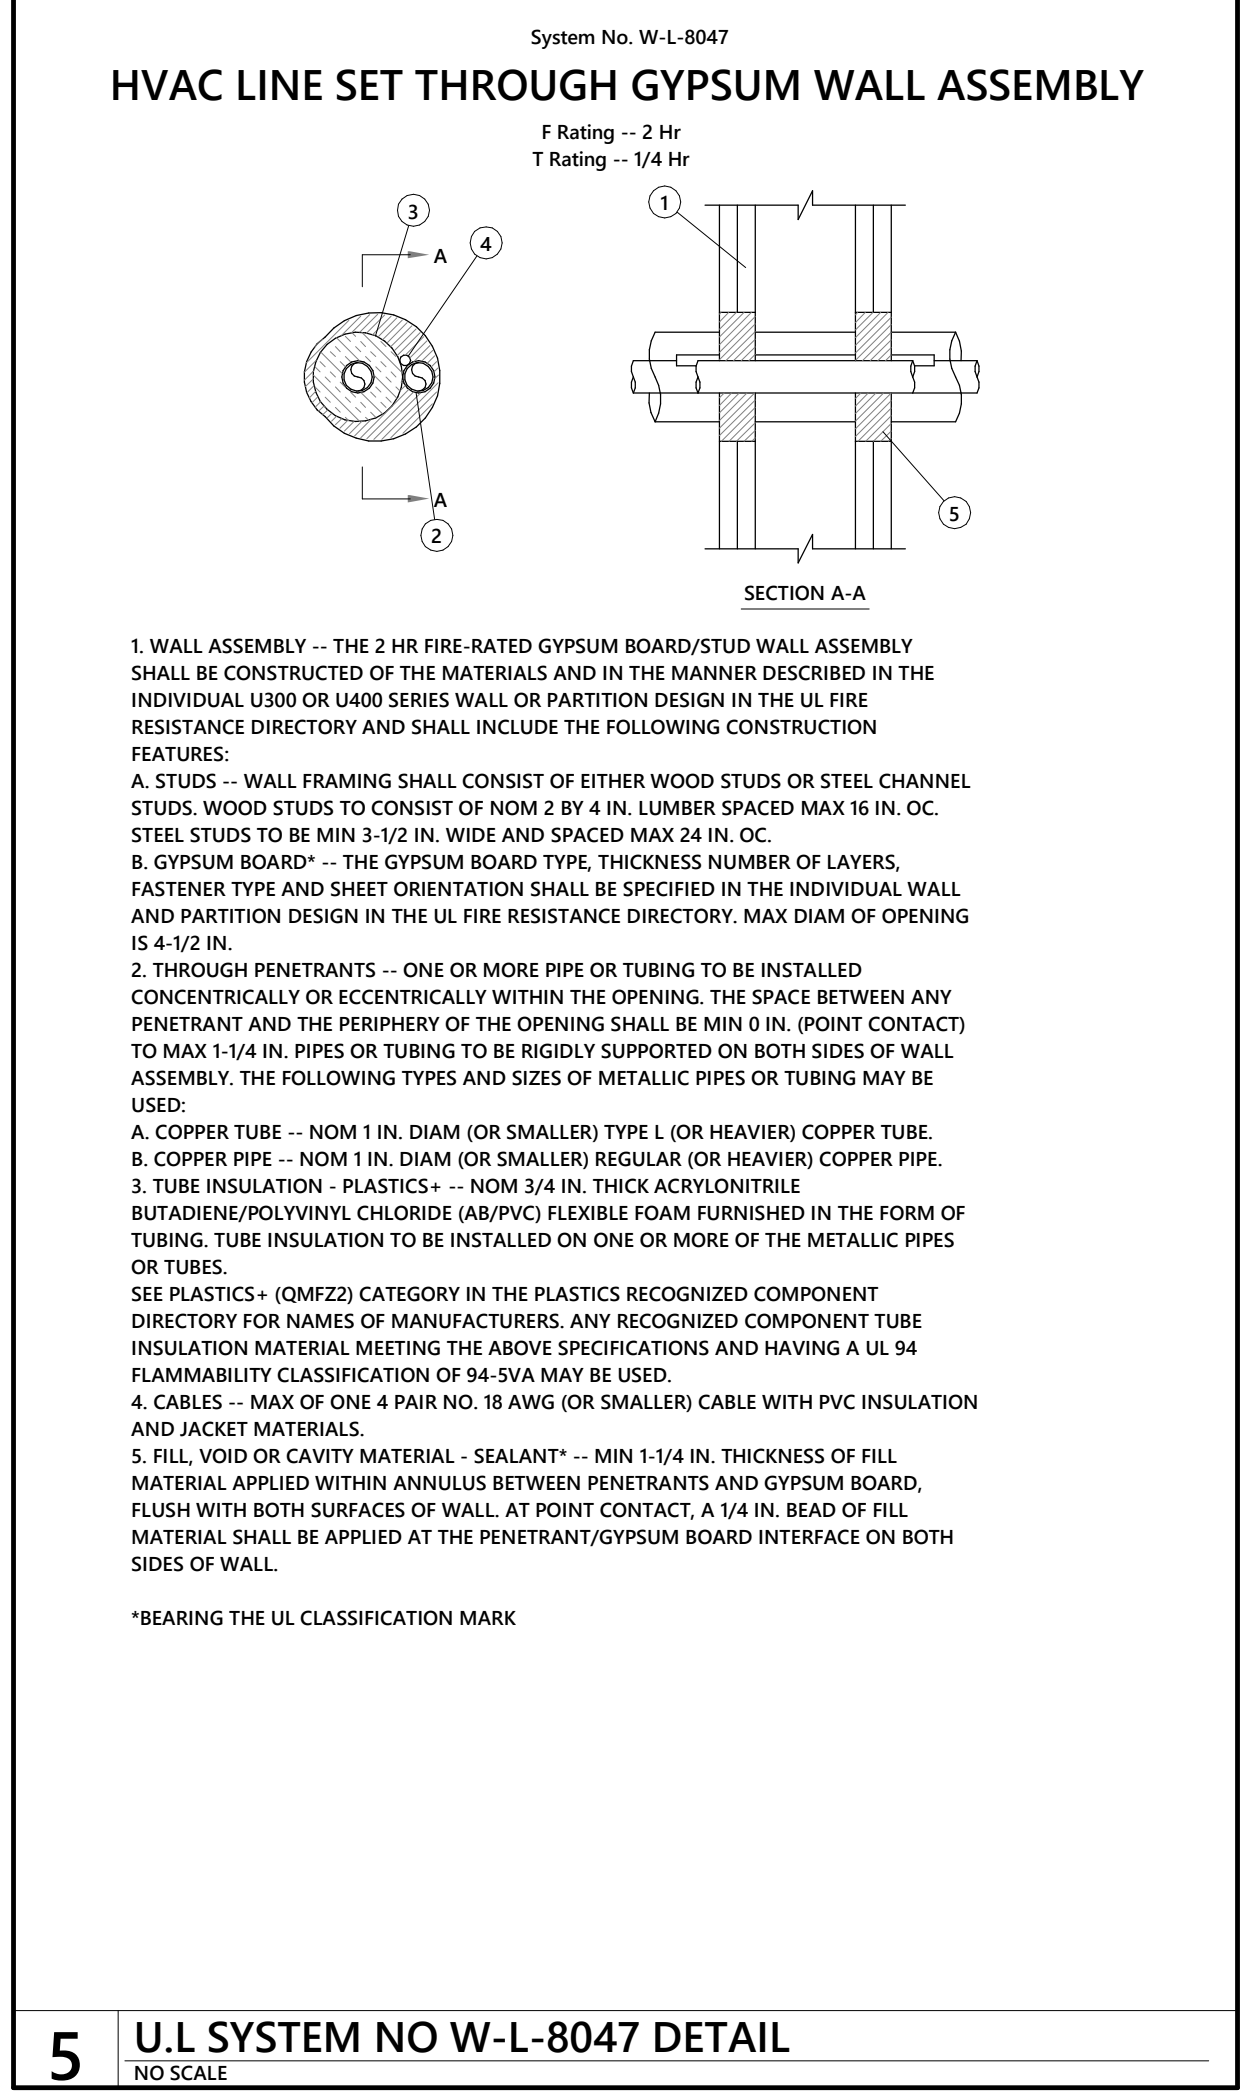 System No. W-L-8047
HVAC LINE SET THROUGH GYPSUM WALL ASSEMBLY
F Rating -- 2 Hr
T Rating -- 1/4 Hr
3
4
A
A
2
1
5
SECTION A-A
1. WALL ASSEMBLY -- THE 2 HR FIRE-RATED GYPSUM BOARD/STUD WALL ASSEMBLY
SHALL BE CONSTRUCTED OF THE MATERIALS AND IN THE MANNER DESCRIBED IN THE
INDIVIDUAL U300 OR U400 SERIES WALL OR PARTITION DESIGN IN THE UL FIRE
RESISTANCE DIRECTORY AND SHALL INCLUDE THE FOLLOWING CONSTRUCTION
FEATURES:
A. STUDS -- WALL FRAMING SHALL CONSIST OF EITHER WOOD STUDS OR STEEL CHANNEL
STUDS. WOOD STUDS TO CONSIST OF NOM 2 BY 4 IN. LUMBER SPACED MAX 16 IN. OC.
STEEL STUDS TO BE MIN 3-1/2 IN. WIDE AND SPACED MAX 24 IN. OC.
B. GYPSUM BOARD* -- THE GYPSUM BOARD TYPE, THICKNESS NUMBER OF LAYERS,
FASTENER TYPE AND SHEET ORIENTATION SHALL BE SPECIFIED IN THE INDIVIDUAL WALL
AND PARTITION DESIGN IN THE UL FIRE RESISTANCE DIRECTORY. MAX DIAM OF OPENING
IS 4-1/2 IN.
2. THROUGH PENETRANTS -- ONE OR MORE PIPE OR TUBING TO BE INSTALLED
CONCENTRICALLY OR ECCENTRICALLY WITHIN THE OPENING. THE SPACE BETWEEN ANY
PENETRANT AND THE PERIPHERY OF THE OPENING SHALL BE MIN 0 IN. (POINT CONTACT)
TO MAX 1-1/4 IN. PIPES OR TUBING TO BE RIGIDLY SUPPORTED ON BOTH SIDES OF WALL
ASSEMBLY. THE FOLLOWING TYPES AND SIZES OF METALLIC PIPES OR TUBING MAY BE
USED:
A. COPPER TUBE -- NOM 1 IN. DIAM (OR SMALLER) TYPE L (OR HEAVIER) COPPER TUBE.
B. COPPER PIPE -- NOM 1 IN. DIAM (OR SMALLER) REGULAR (OR HEAVIER) COPPER PIPE.
3. TUBE INSULATION - PLASTICS+ -- NOM 3/4 IN. THICK ACRYLONITRILE
BUTADIENE/POLYVINYL CHLORIDE (AB/PVC) FLEXIBLE FOAM FURNISHED IN THE FORM OF
TUBING. TUBE INSULATION TO BE INSTALLED ON ONE OR MORE OF THE METALLIC PIPES
OR TUBES.
SEE PLASTICS+ (QMFZ2) CATEGORY IN THE PLASTICS RECOGNIZED COMPONENT
DIRECTORY FOR NAMES OF MANUFACTURERS. ANY RECOGNIZED COMPONENT TUBE
INSULATION MATERIAL MEETING THE ABOVE SPECIFICATIONS AND HAVING A UL 94
FLAMMABILITY CLASSIFICATION OF 94-5VA MAY BE USED.
4. CABLES -- MAX OF ONE 4 PAIR NO. 18 AWG (OR SMALLER) CABLE WITH PVC INSULATION
AND JACKET MATERIALS.
5. FILL, VOID OR CAVITY MATERIAL - SEALANT* -- MIN 1-1/4 IN. THICKNESS OF FILL
MATERIAL APPLIED WITHIN ANNULUS BETWEEN PENETRANTS AND GYPSUM BOARD,
FLUSH WITH BOTH SURFACES OF WALL. AT POINT CONTACT, A 1/4 IN. BEAD OF FILL
MATERIAL SHALL BE APPLIED AT THE PENETRANT/GYPSUM BOARD INTERFACE ON BOTH
SIDES OF WALL.
*BEARING THE UL CLASSIFICATION MARK
5
U.L SYSTEM NO W-L-8047 DETAIL
NO SCALE